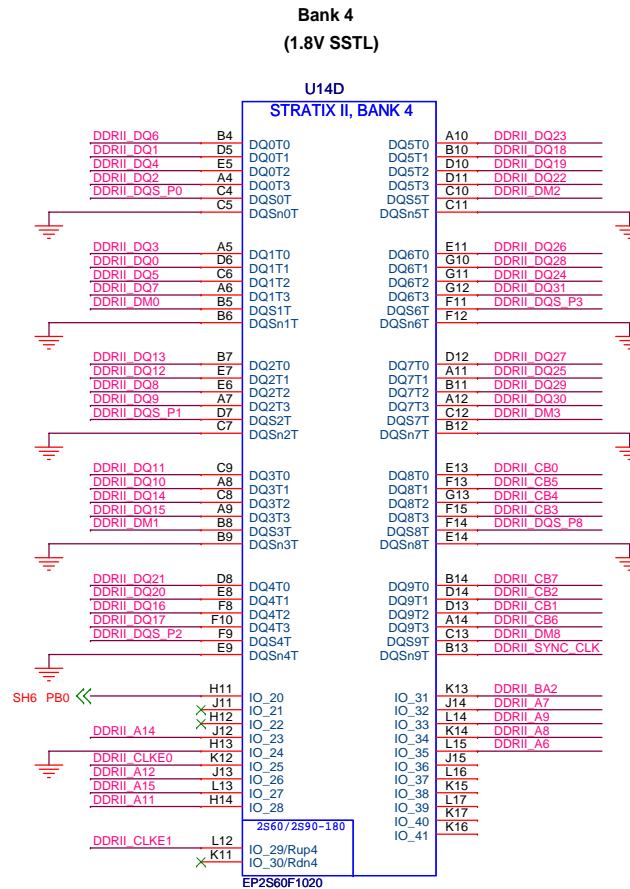 Bank 4
(1.8V SSTL)
U14D
STRATIX II, BANK 4
DDRII_DQ6 B4 DQ0T0 DQ5T0 A10 DDRII_DQ23
DDRII_DQ1 D5 DQ0T1 DQ5T1 B10 DDRII_DQ18
DDRII_DQ4 E5 DQ0T2 DQ5T2 D10 DDRII_DQ19
DDRII_DQ2 A4 DQ0T3 DQ5T3 D11 DDRII_DQ22
DDRII_DQS_P0 C4 DQS0T DQS5T C10 DDRII_DM2
C5 DQSn0T DQSn5T C11
DDRII_DQ3 A5 DQ1T0 DQ6T0 E11 DDRII_DQ26
DDRII_DQ0 D6 DQ1T1 DQ6T1 G10 DDRII_DQ28
DDRII_DQ5 C6 DQ1T2 DQ6T2 G11 DDRII_DQ24
DDRII_DQ7 A6 DQ1T3 DQ6T3 G12 DDRII_DQ31
DDRII_DM0 B5 DQS1T DQS6T F11 DDRII_DQS_P3
B6 DQSn1T DQSn6T F12
DDRII_DQ13 B7 DQ2T0 DQ7T0 D12 DDRII_DQ27
DDRII_DQ12 E7 DQ2T1 DQ7T1 A11 DDRII_DQ25
DDRII_DQ8 E6 DQ2T2 DQ7T2 B11 DDRII_DQ29
DDRII_DQ9 A7 DQ2T3 DQ7T3 A12 DDRII_DQ30
DDRII_DQS_P1 D7 DQS2T DQS7T C12 DDRII_DM3
C7 DQSn2T DQSn7T B12
DDRII_DQ11 C9 DQ3T0 DQ8T0 E13 DDRII_CB0
DDRII_DQ10 A8 DQ3T1 DQ8T1 F13 DDRII_CB5
DDRII_DQ14 C8 DQ3T2 DQ8T2 G13 DDRII_CB4
DDRII_DQ15 A9 DQ3T3 DQ8T3 F15 DDRII_CB3
DDRII_DM1 B8 DQS3T DQS8T F14 DDRII_DQS_P8
B9 DQSn3T DQSn8T E14
DDRII_DQ21 D8 DQ4T0 DQ9T0 B14 DDRII_CB7
DDRII_DQ20 E8 DQ4T1 DQ9T1 D14 DDRII_CB2
DDRII_DQ16 F8 DQ4T2 DQ9T2 D13 DDRII_CB1
DDRII_DQ17 F10 DQ4T3 DQ9T3 A14 DDRII_CB6
DDRII_DQS_P2 F9 DQS4T DQS9T C13 DDRII_DM8
E9 DQSn4T DQSn9T B13 DDRII_SYNC_CLK
SH6 PB0 H11 IO_20 IO_31 K13 DDRII_BA2
J11 IO_21 IO_32 J14 DDRII_A7
H12 IO_22 IO_33 L14 DDRII_A9
DDRII_A14 J12 IO_23 IO_34 K14 DDRII_A8
H13 IO_24 IO_35 L15 DDRII_A6
DDRII_CLKE0 K12 IO_25 IO_36 J15
DDRII_A12 J13 IO_26 IO_37 L16
DDRII_A15 L13 IO_27 IO_38 K15
DDRII_A11 H14 IO_28 IO_39 L17
IO_40 K17
2S60/2S90-180 IO_41 K16
DDRII_CLKE1 L12 IO_29/Rup4
K11 IO_30/Rdn4
EP2S60F1020